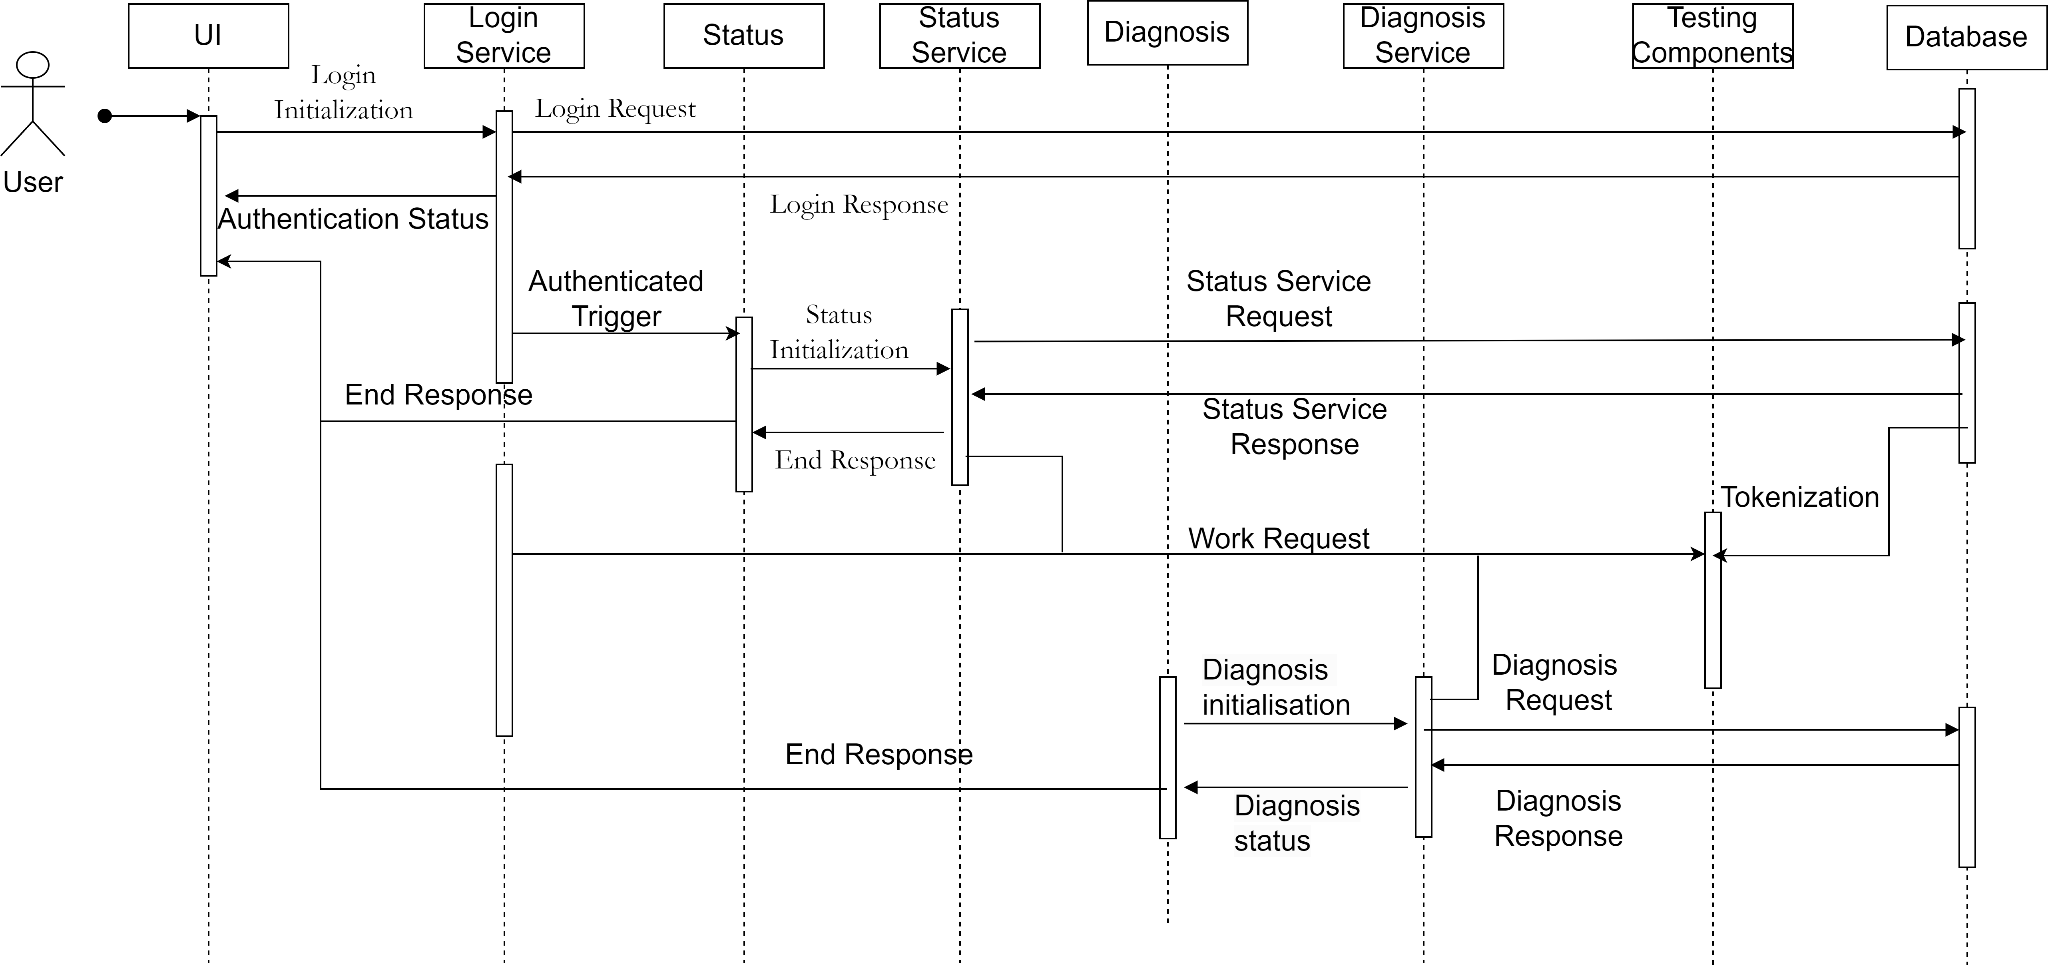 UI
Login
Service
Status
Status
Service
Diagnosis
Diagnosis
Service
Testing
Components
Database
User
Login
Initialization
Login Request
Login Response
Authentication Status
Authenticated
Trigger
Status
Initialization
Status Service
Request
End Response
Status Service
Response
End Response
Tokenization
Work Request
Diagnosis
initialisation
Diagnosis
Request
End Response
Diagnosis
status
Diagnosis
Response